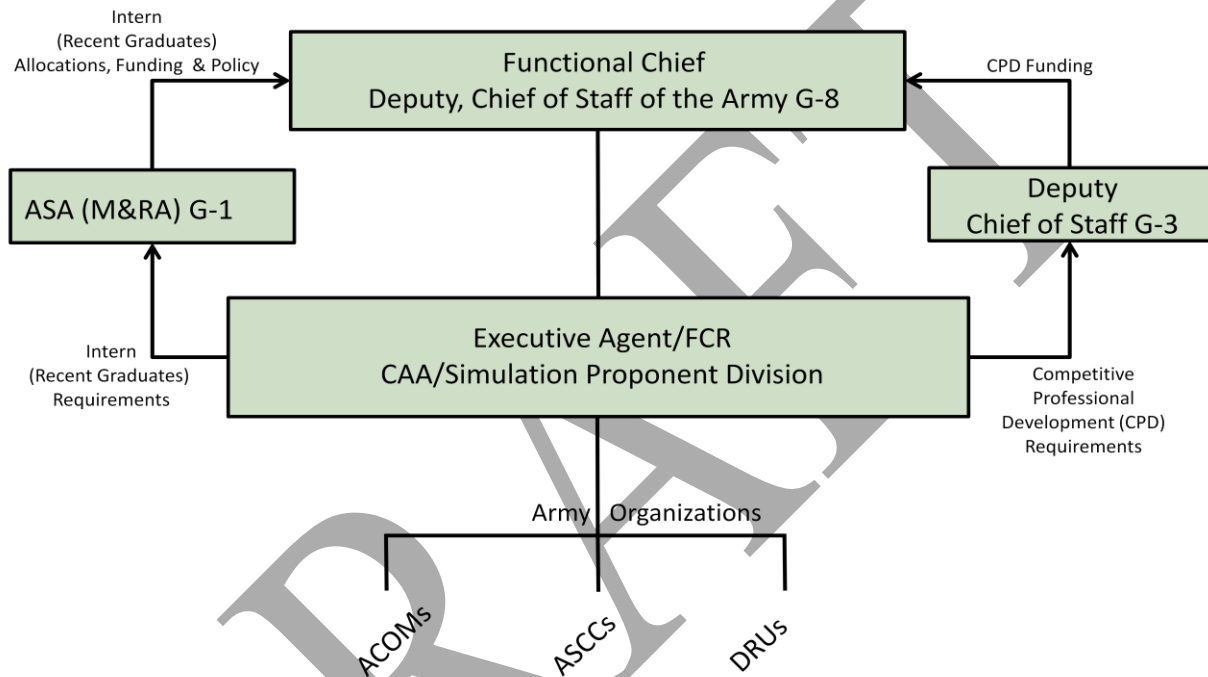 Intern
(Recent Graduates)
Allocations, Funding & Policy
Functional Chief
Deputy, Chief of Staff of the Army G-8
CPD Funding
ASA (M&RA) G-1
Deputy
Chief of Staff G-3
Intern
(Recent Graduates)
Requirements
Executive Agent/FCR
CAA/Simulation Proponent Division
Competitive
Professional
Development (CPD)
Requirements
Army Organizations
ACOMs
ASCCs
DRUs
RAFT